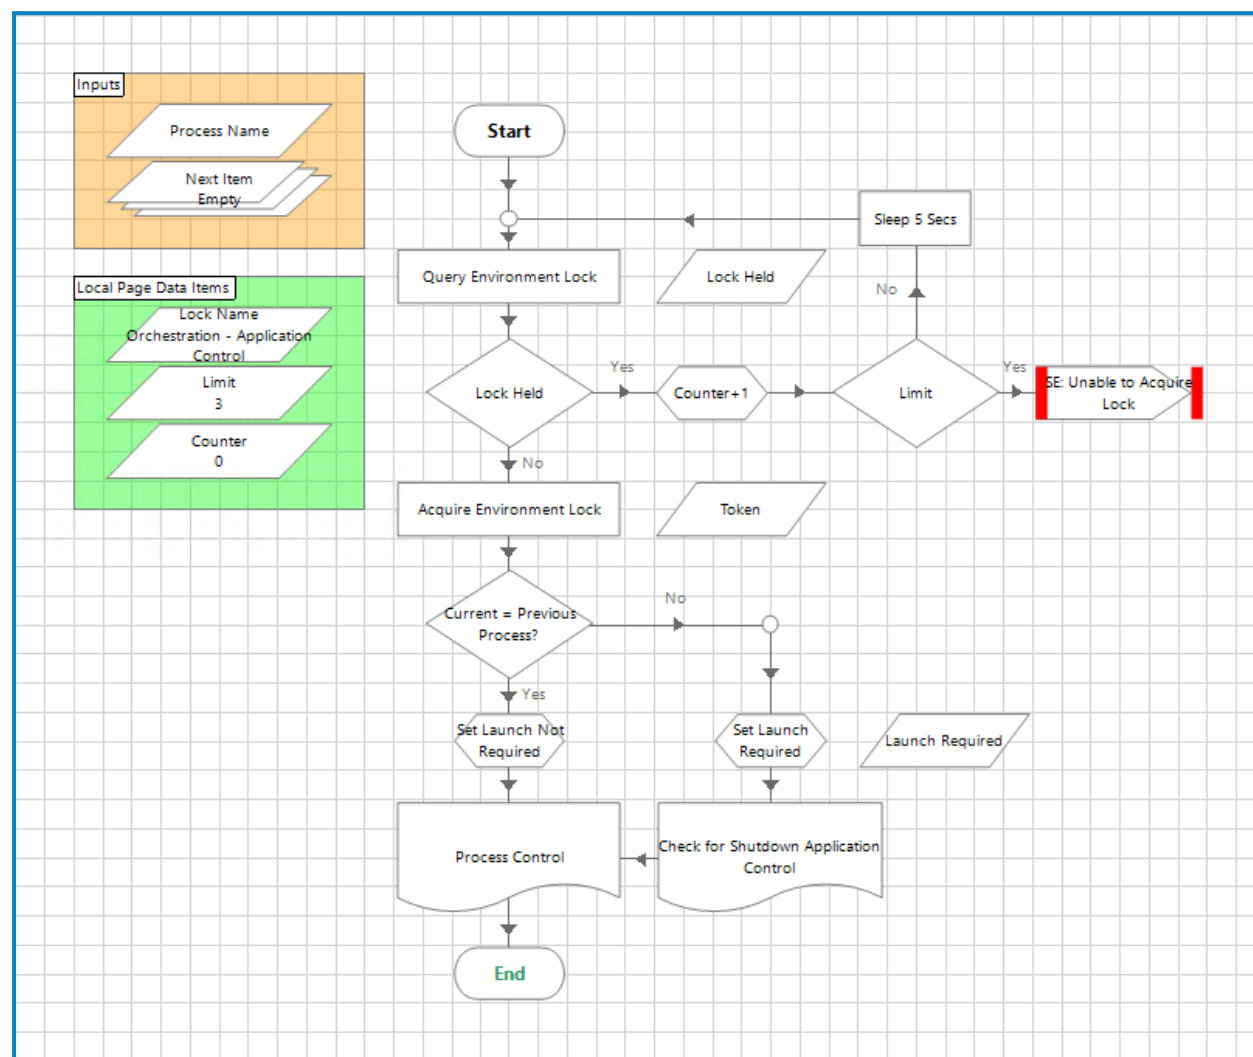 Inputs
Process Name
Next Item
Empty
Local Page Data Items
Lock Name
Orchestration - Application
Control
Limit
3
Counter
0
Start
Sleep 5 Secs
Query Environment Lock
Lock Held
No
Lock Held
Yes
Counter+1
Limit
Yes
SE: Unable to Acquire
Lock
No
Acquire Environment Lock
Token
Current = Previous
Process?
No
Yes
Set Launch Not
Required
Set Launch
Required
Launch Required
Process Control
Check for Shutdown Application
Control
End